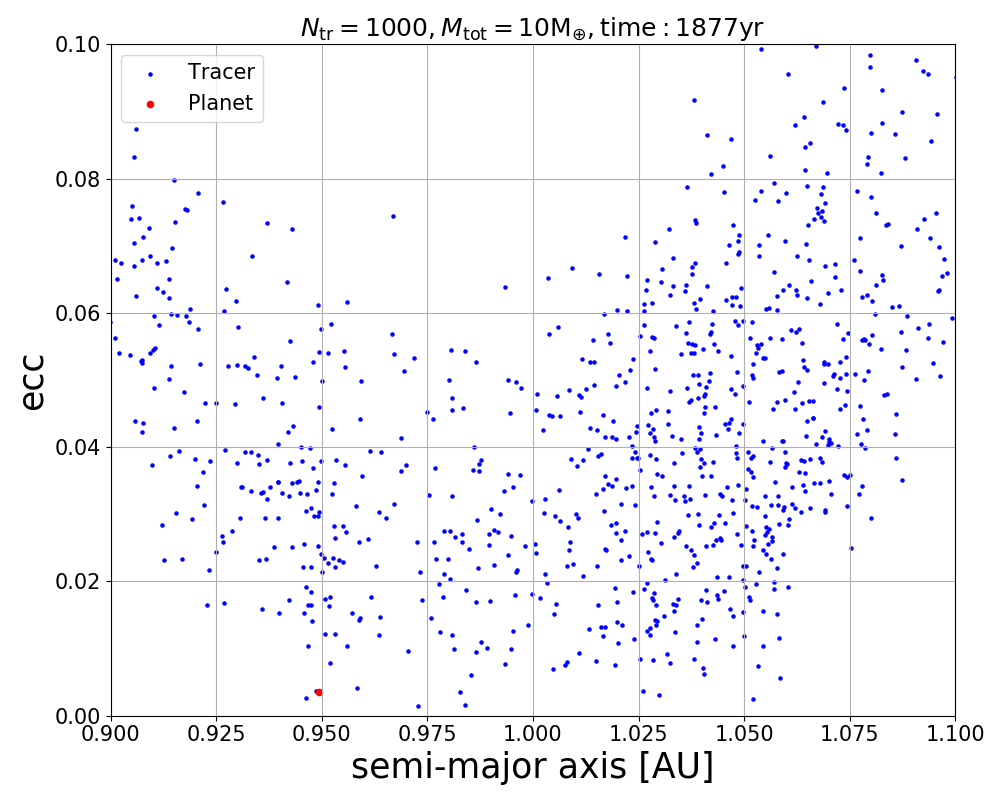 N_tr = 1000, M_tot = 10M_⊕, time : 1877yr
Tracer
Planet
ecc
0.10
0.08
0.06
0.04
0.02
0.00
0.900 0.925 0.950 0.975 1.000 1.025 1.050 1.075 1.100
semi-major axis [AU]